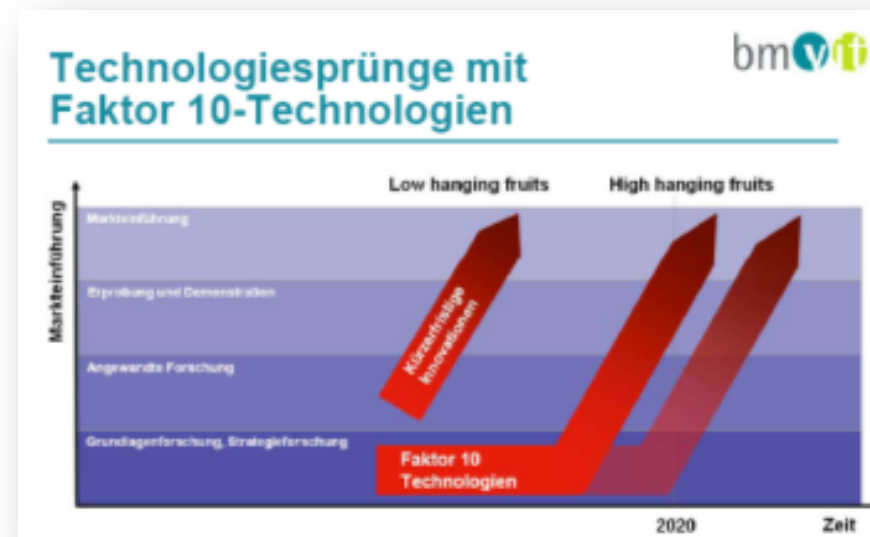 Technologiesprünge mit
Faktor 10-Technologien
bmvit
Low hanging fruits
High hanging fruits
Markteinführung
Markteinführung
Erprobung und Demonstration
Angewandte Forschung
Grundlagenforschung, Strategieforschung
Kürzerfristige
Innovationen
Faktor 10
Technologien
2020
Zeit